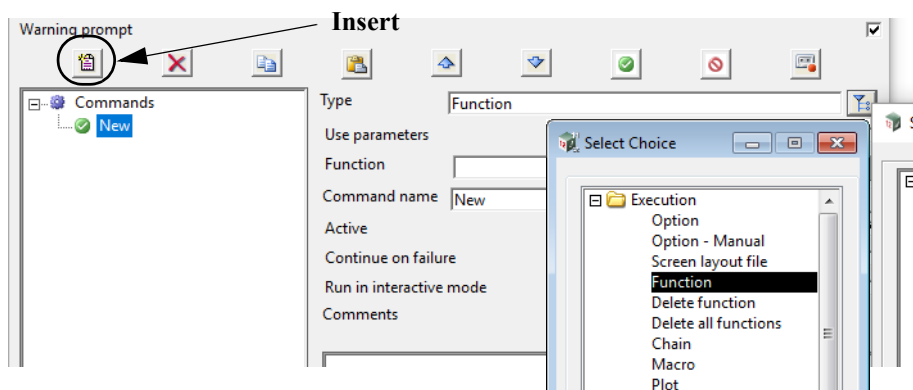 Insert
Warning prompt
Commands
New
Type
Function
Use parameters
Function
Command name
New
Active
Continue on failure
Run in interactive mode
Comments
Select Choice
Execution
Option
Option - Manual
Screen layout file
Function
Delete function
Delete all functions
Chain
Macro
Plot